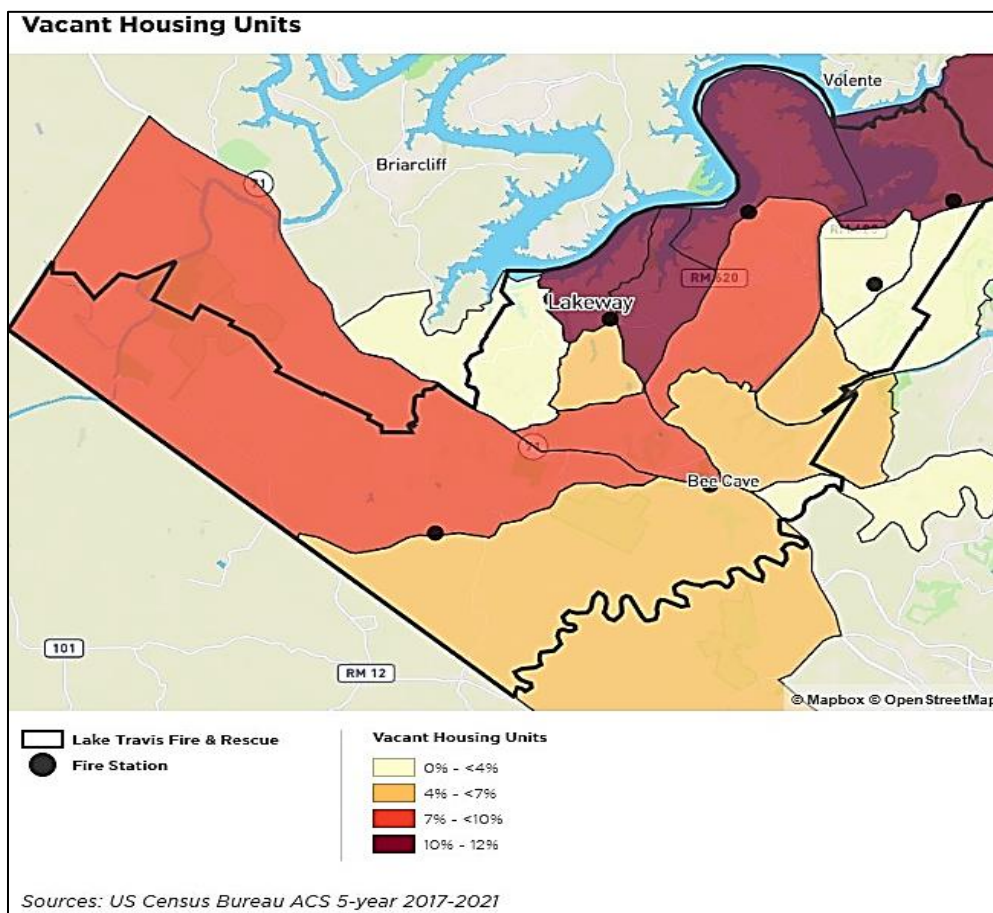 Vacant Housing Units
Volente
Briarcliff
71
RM 620
RM 620
Lakeway
71
Bee Cave
101
RM 12
© Mapbox © OpenStreetMap
Lake Travis Fire & Rescue
Fire Station
Vacant Housing Units
0% - <4%
4% - <7%
7% - <10%
10% - 12%
Sources: US Census Bureau ACS 5-year 2017-2021